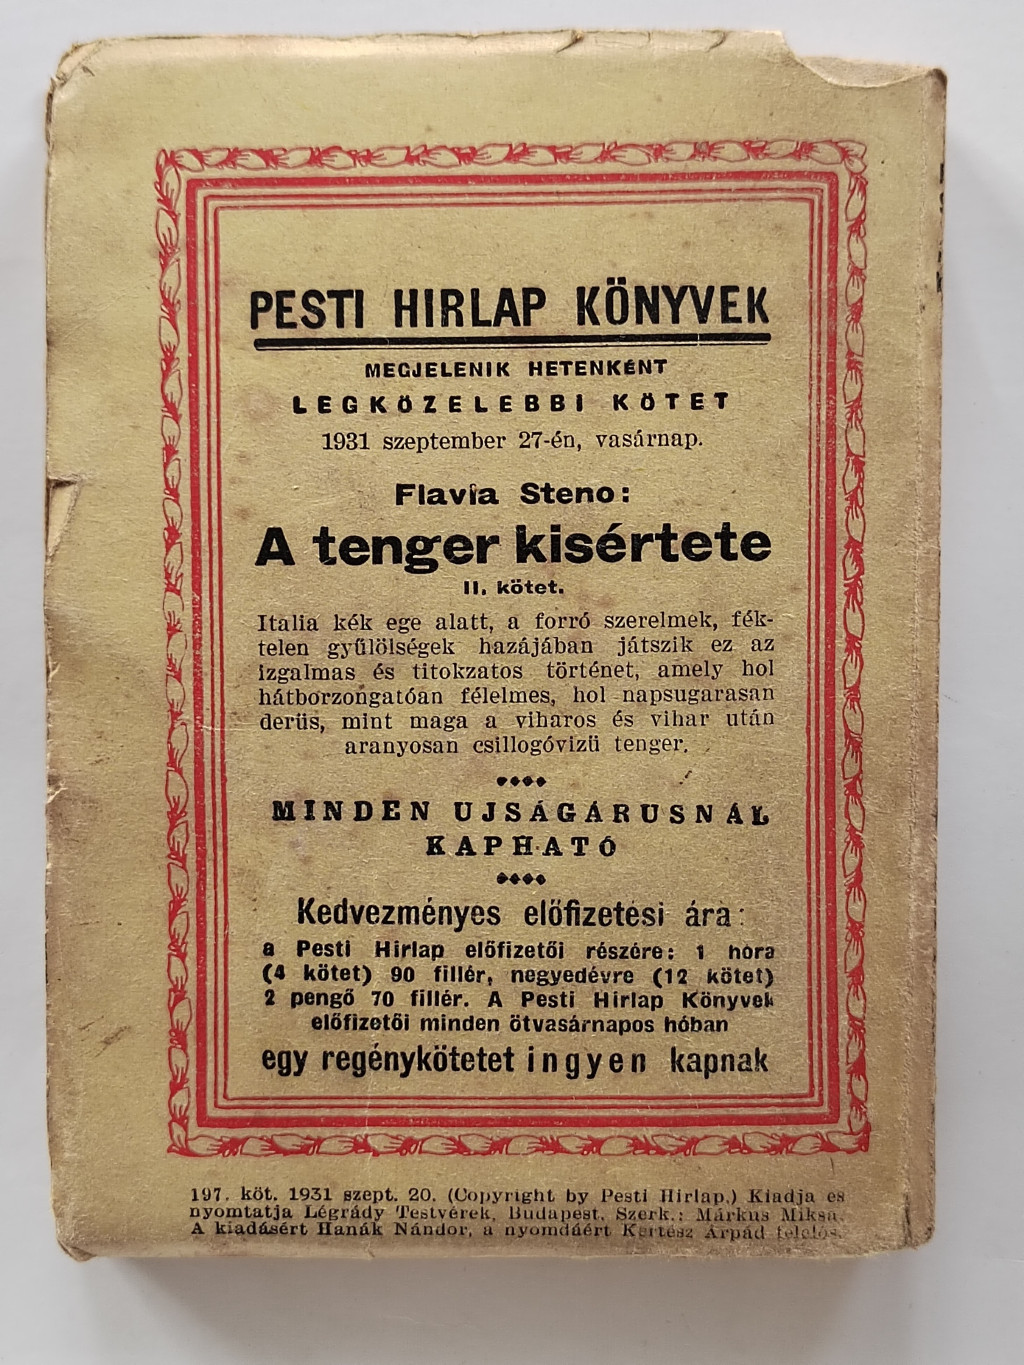 PESTI HIRLAP KÖNYVEK
MEGJELENIK HETENKÉNT
LEGKÖZELEBBI KÖTET
1931 szeptember 27-én, vasárnap.
Flavia Steno:
A tenger kisértete
II. kötet.
Italia kék ege alatt, a forró szerelmek, fék-
telen gyűlölségek hazájában játszik ez az
izgalmas és titokzatos történet, amely hol
hátborzongatóan félelmes, hol napsugarasan
derüs, mint maga a viharos és vihar után
aranyosan csillogóvizü tenger.
MINDEN UJSÁGÁRUSNÁL
KAPHATÓ
Kedvezményes előfizetési ára:
a Pesti Hirlap előfizetői részére: 1 hóra
(4 kötet) 90 fillér, negyedévre (12 kötet)
2 pengő 70 fillér. A Pesti Hirlap Könyvek
előfizetői minden ötvasárnapos hóban
egy regénykötetet ingyen kapnak
197. köt. 1931 szept. 20. (Copyright by Pesti Hirlap.) Kiadja és
nyomtatja Légrády Testvérek, Budapest. Szerk.: Márkus Miksa.
A kiadásért Hanák Nándor, a nyomdáért Kertész Árpád felelős.